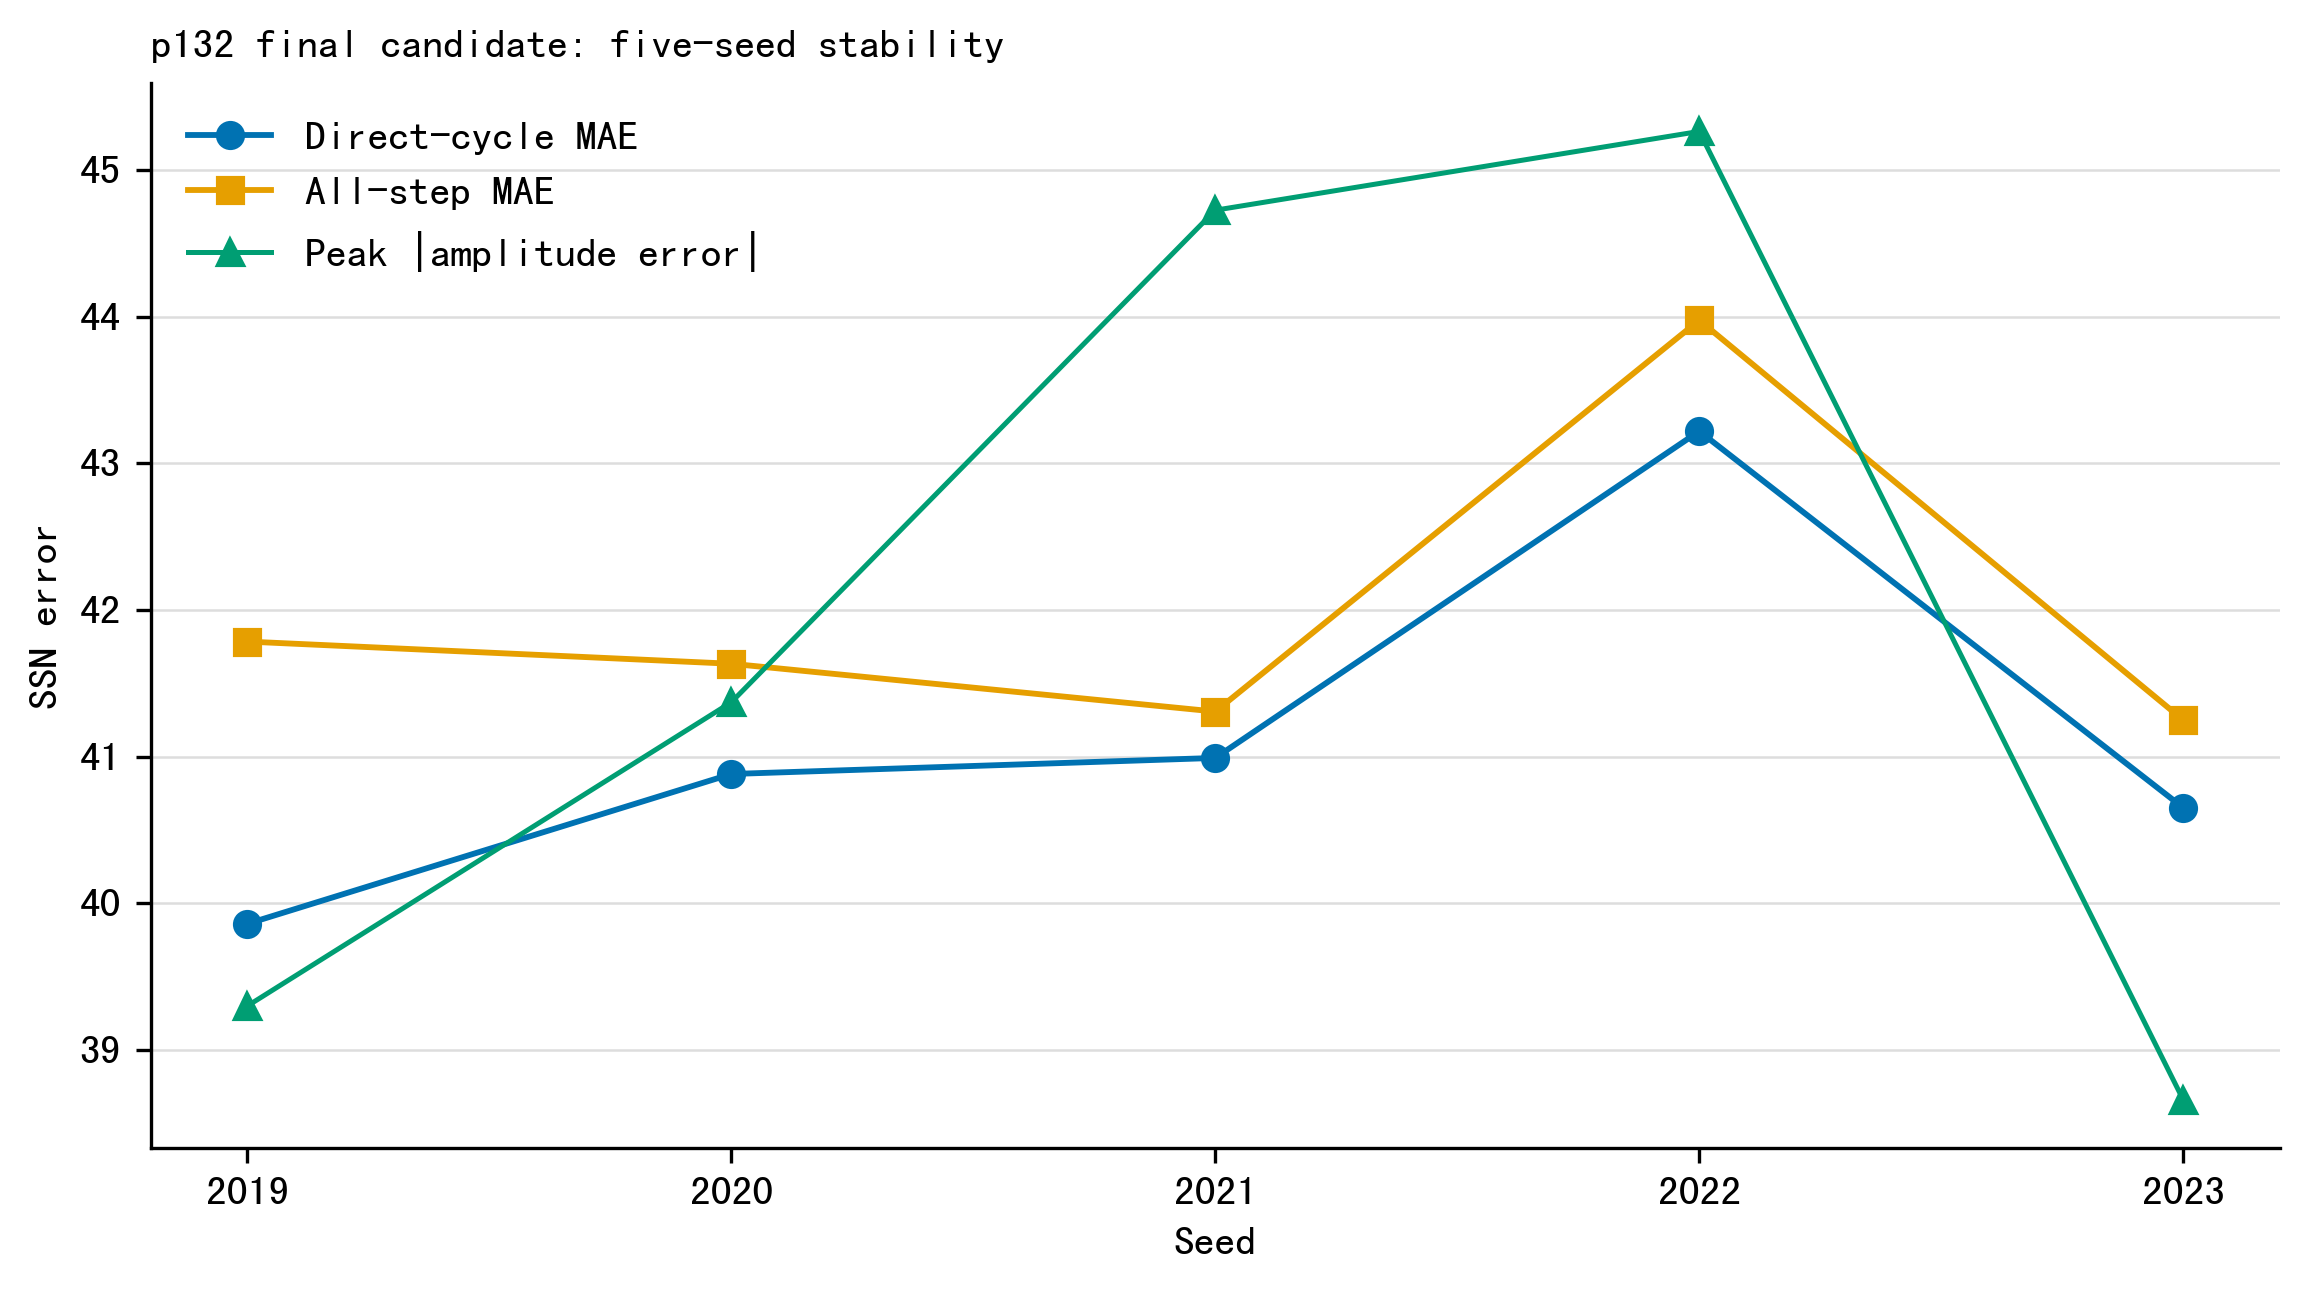 p132 final candidate: five-seed stability
Direct-cycle MAE
All-step MAE
Peak |amplitude error|
45
44
43
42
41
40
39
SSN error
2019 2020 2021 2022 2023
Seed